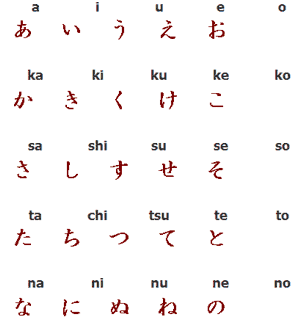 a i u e o
あ い う え お
ka ki ku ke ko
か き く け こ
sa shi su se so
さ し す せ そ
ta chi tsu te to
た ち つ て と
na ni nu ne no
な に ぬ ね の